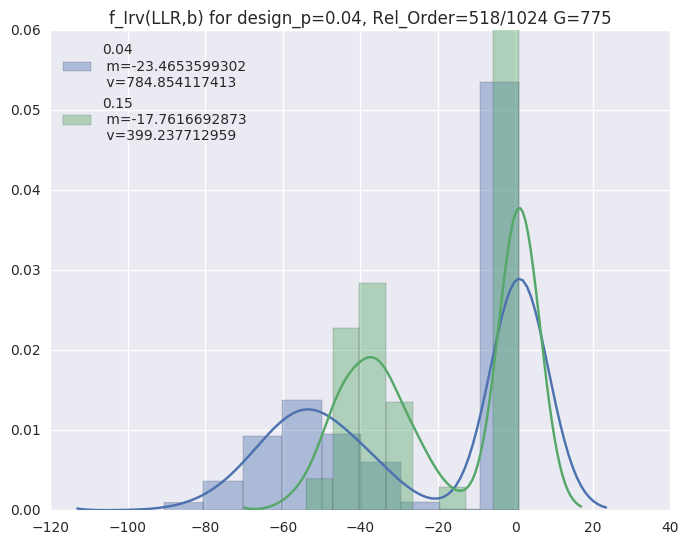 f_Irv(LLR,b) for design_p=0.04, Rel_Order=518/1024 G=775
0.04
m=-23.4653599302
v=784.854117413
0.15
m=-17.7616692873
v=399.237712959
0.06
0.05
0.04
0.03
0.02
0.01
0.00
−120 −100 −80 −60 −40 −20 0 20 40